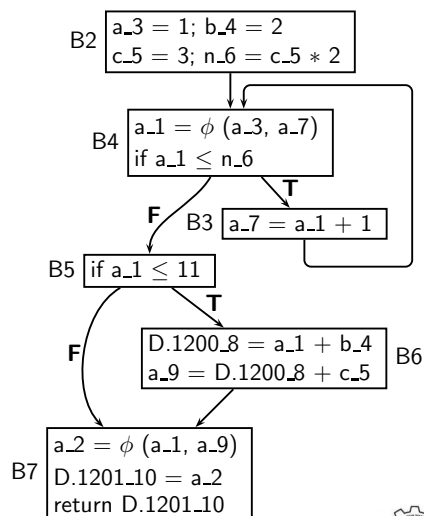 B2
a_3 = 1; b_4 = 2
c_5 = 3; n_6 = c_5 * 2
B4
a_1 = ϕ (a_3, a_7)
if a_1 ≤ n_6
F
T
B3
a_7 = a_1 + 1
B5
if a_1 ≤ 11
F
T
D.1200_8 = a_1 + b_4
a_9 = D.1200_8 + c_5
B6
B7
a_2 = ϕ (a_1, a_9)
D.1201_10 = a_2
return D.1201_10